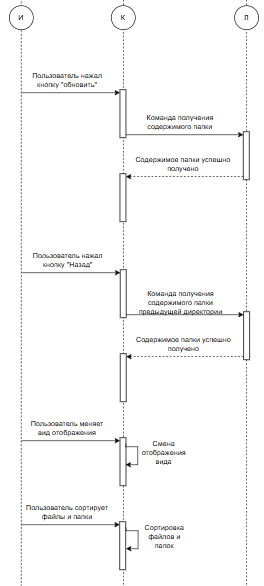 И К Л
Пользователь нажал
кнопку "обновить"
Команда получения
содержимого папки
Содержимое папки успешно
получено
Пользователь нажал
кнопку "Назад"
Команда получения
содержимого папки
предыдущей директории
Содержимое папки успешно
получено
Пользователь меняет
вид отображения
Смена
отображения
вида
Пользователь сортирует
файлы и папки
Сортировка
файлов и
папок